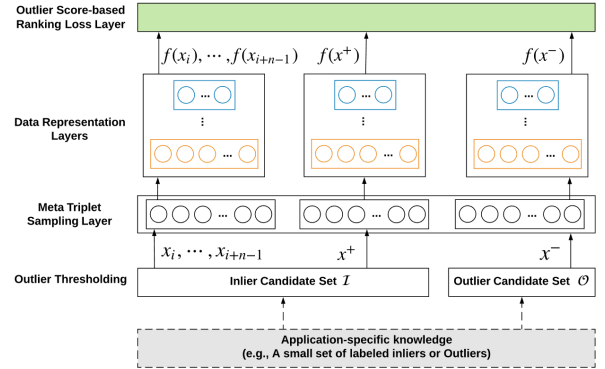 Outlier Score-based
Ranking Loss Layer
f(x_i), ⋯, f(x_{i+n−1})
f(x⁺)
f(x⁻)
...
...
...
Data Representation
Layers
⋮
⋮
⋮
...
...
...
Meta Triplet
Sampling Layer
...
...
...
x_i, ⋯, x_{i+n−1}
x⁺
x⁻
Outlier Thresholding
Inlier Candidate Set ℐ
Outlier Candidate Set 𝒪
Application-specific knowledge
(e.g., A small set of labeled inliers or Outliers)